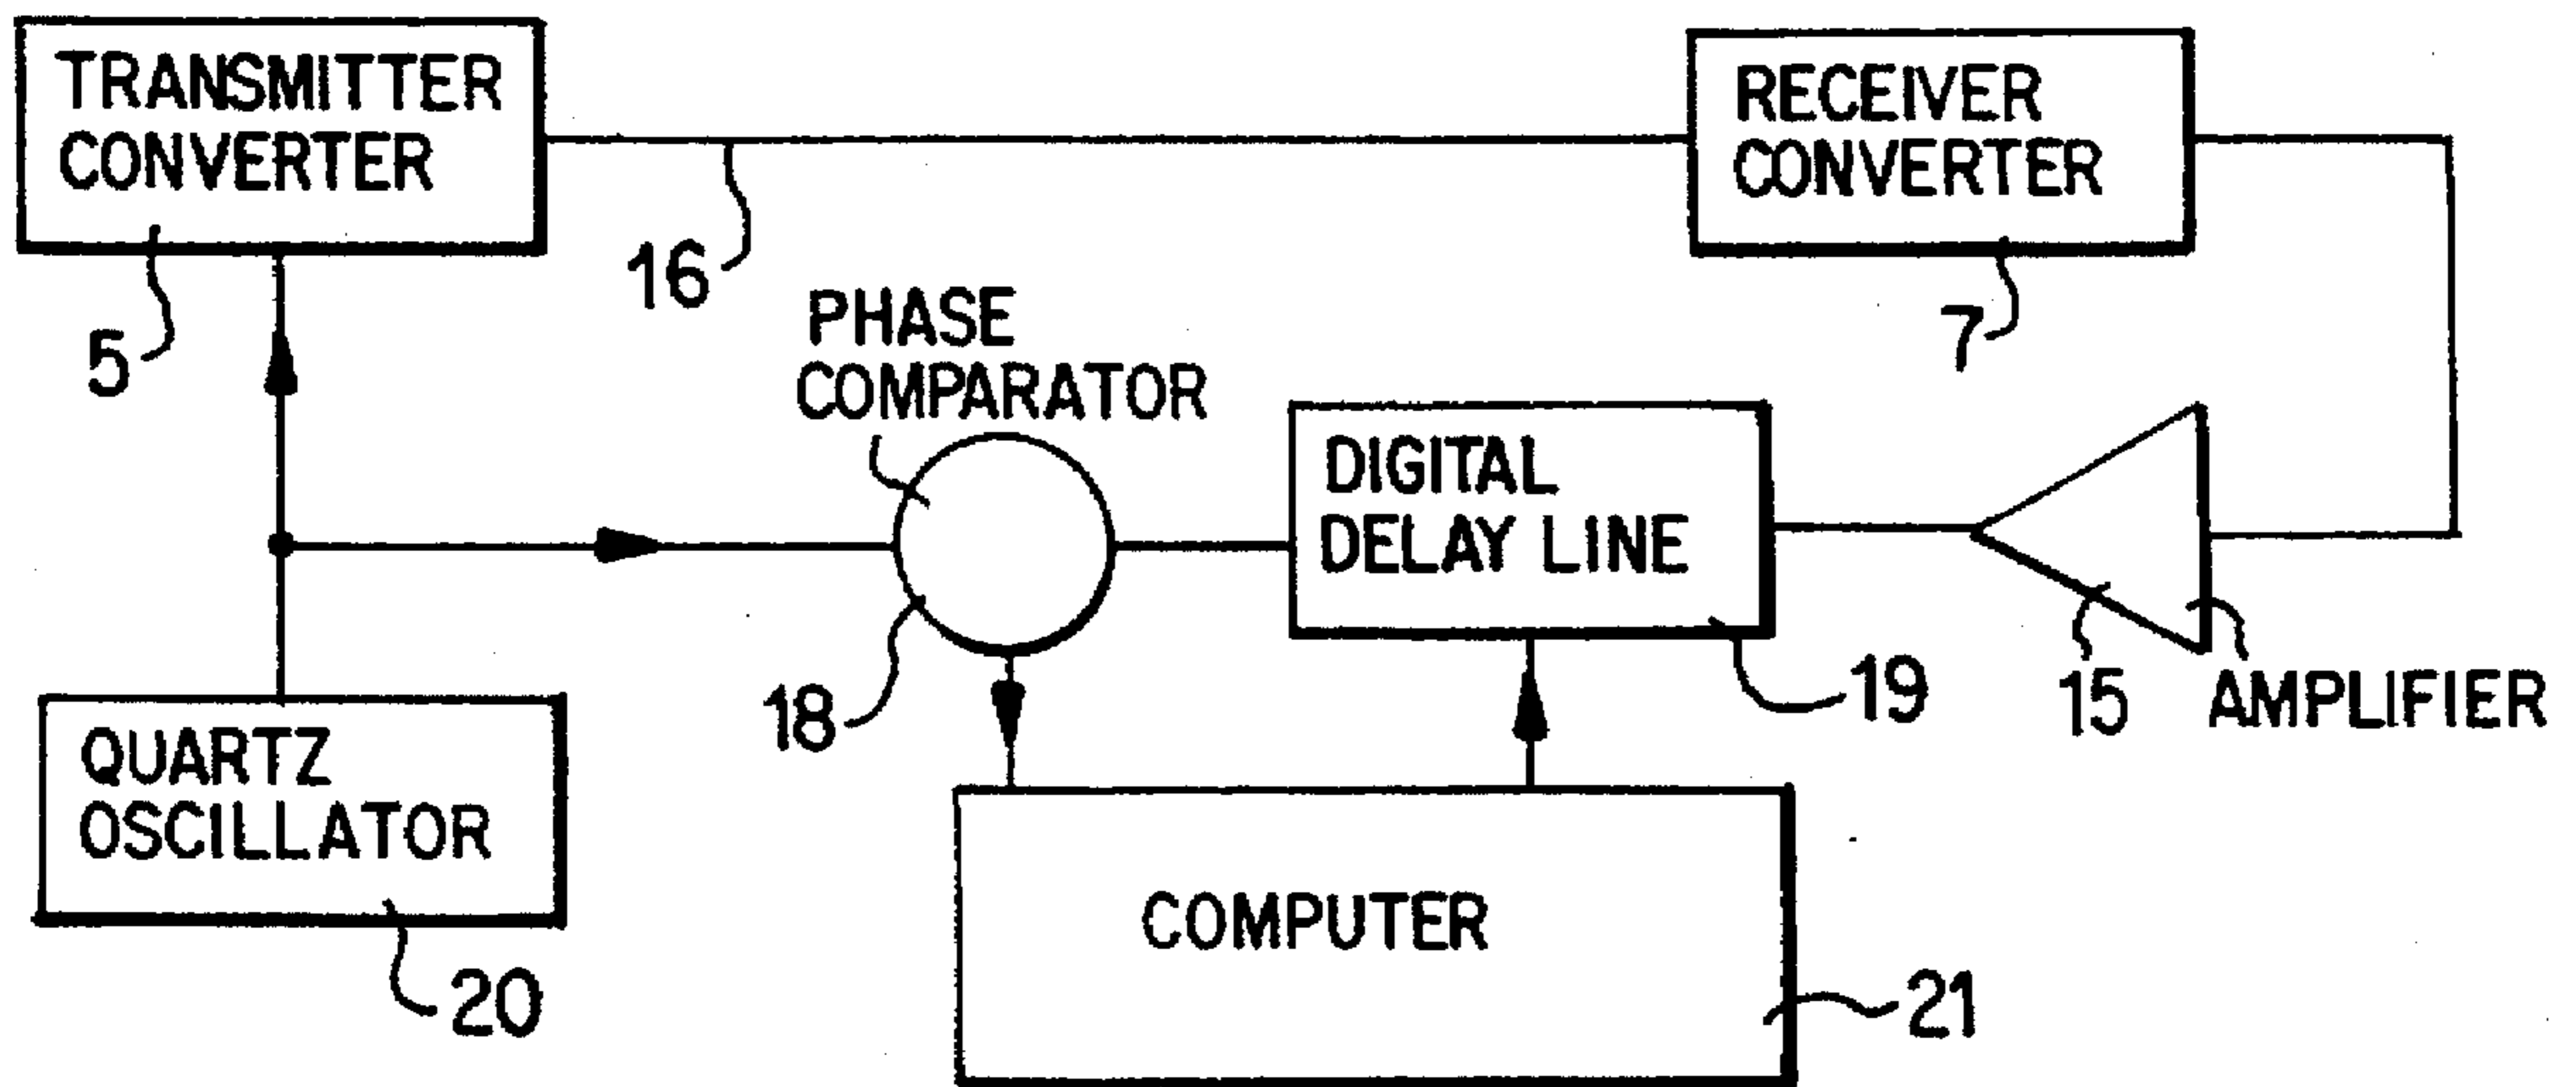 TRANSMITTER
CONVERTER
5
16
RECEIVER
CONVERTER
7
PHASE
COMPARATOR
18
DIGITAL
DELAY LINE
19
15
AMPLIFIER
QUARTZ
OSCILLATOR
20
COMPUTER
21